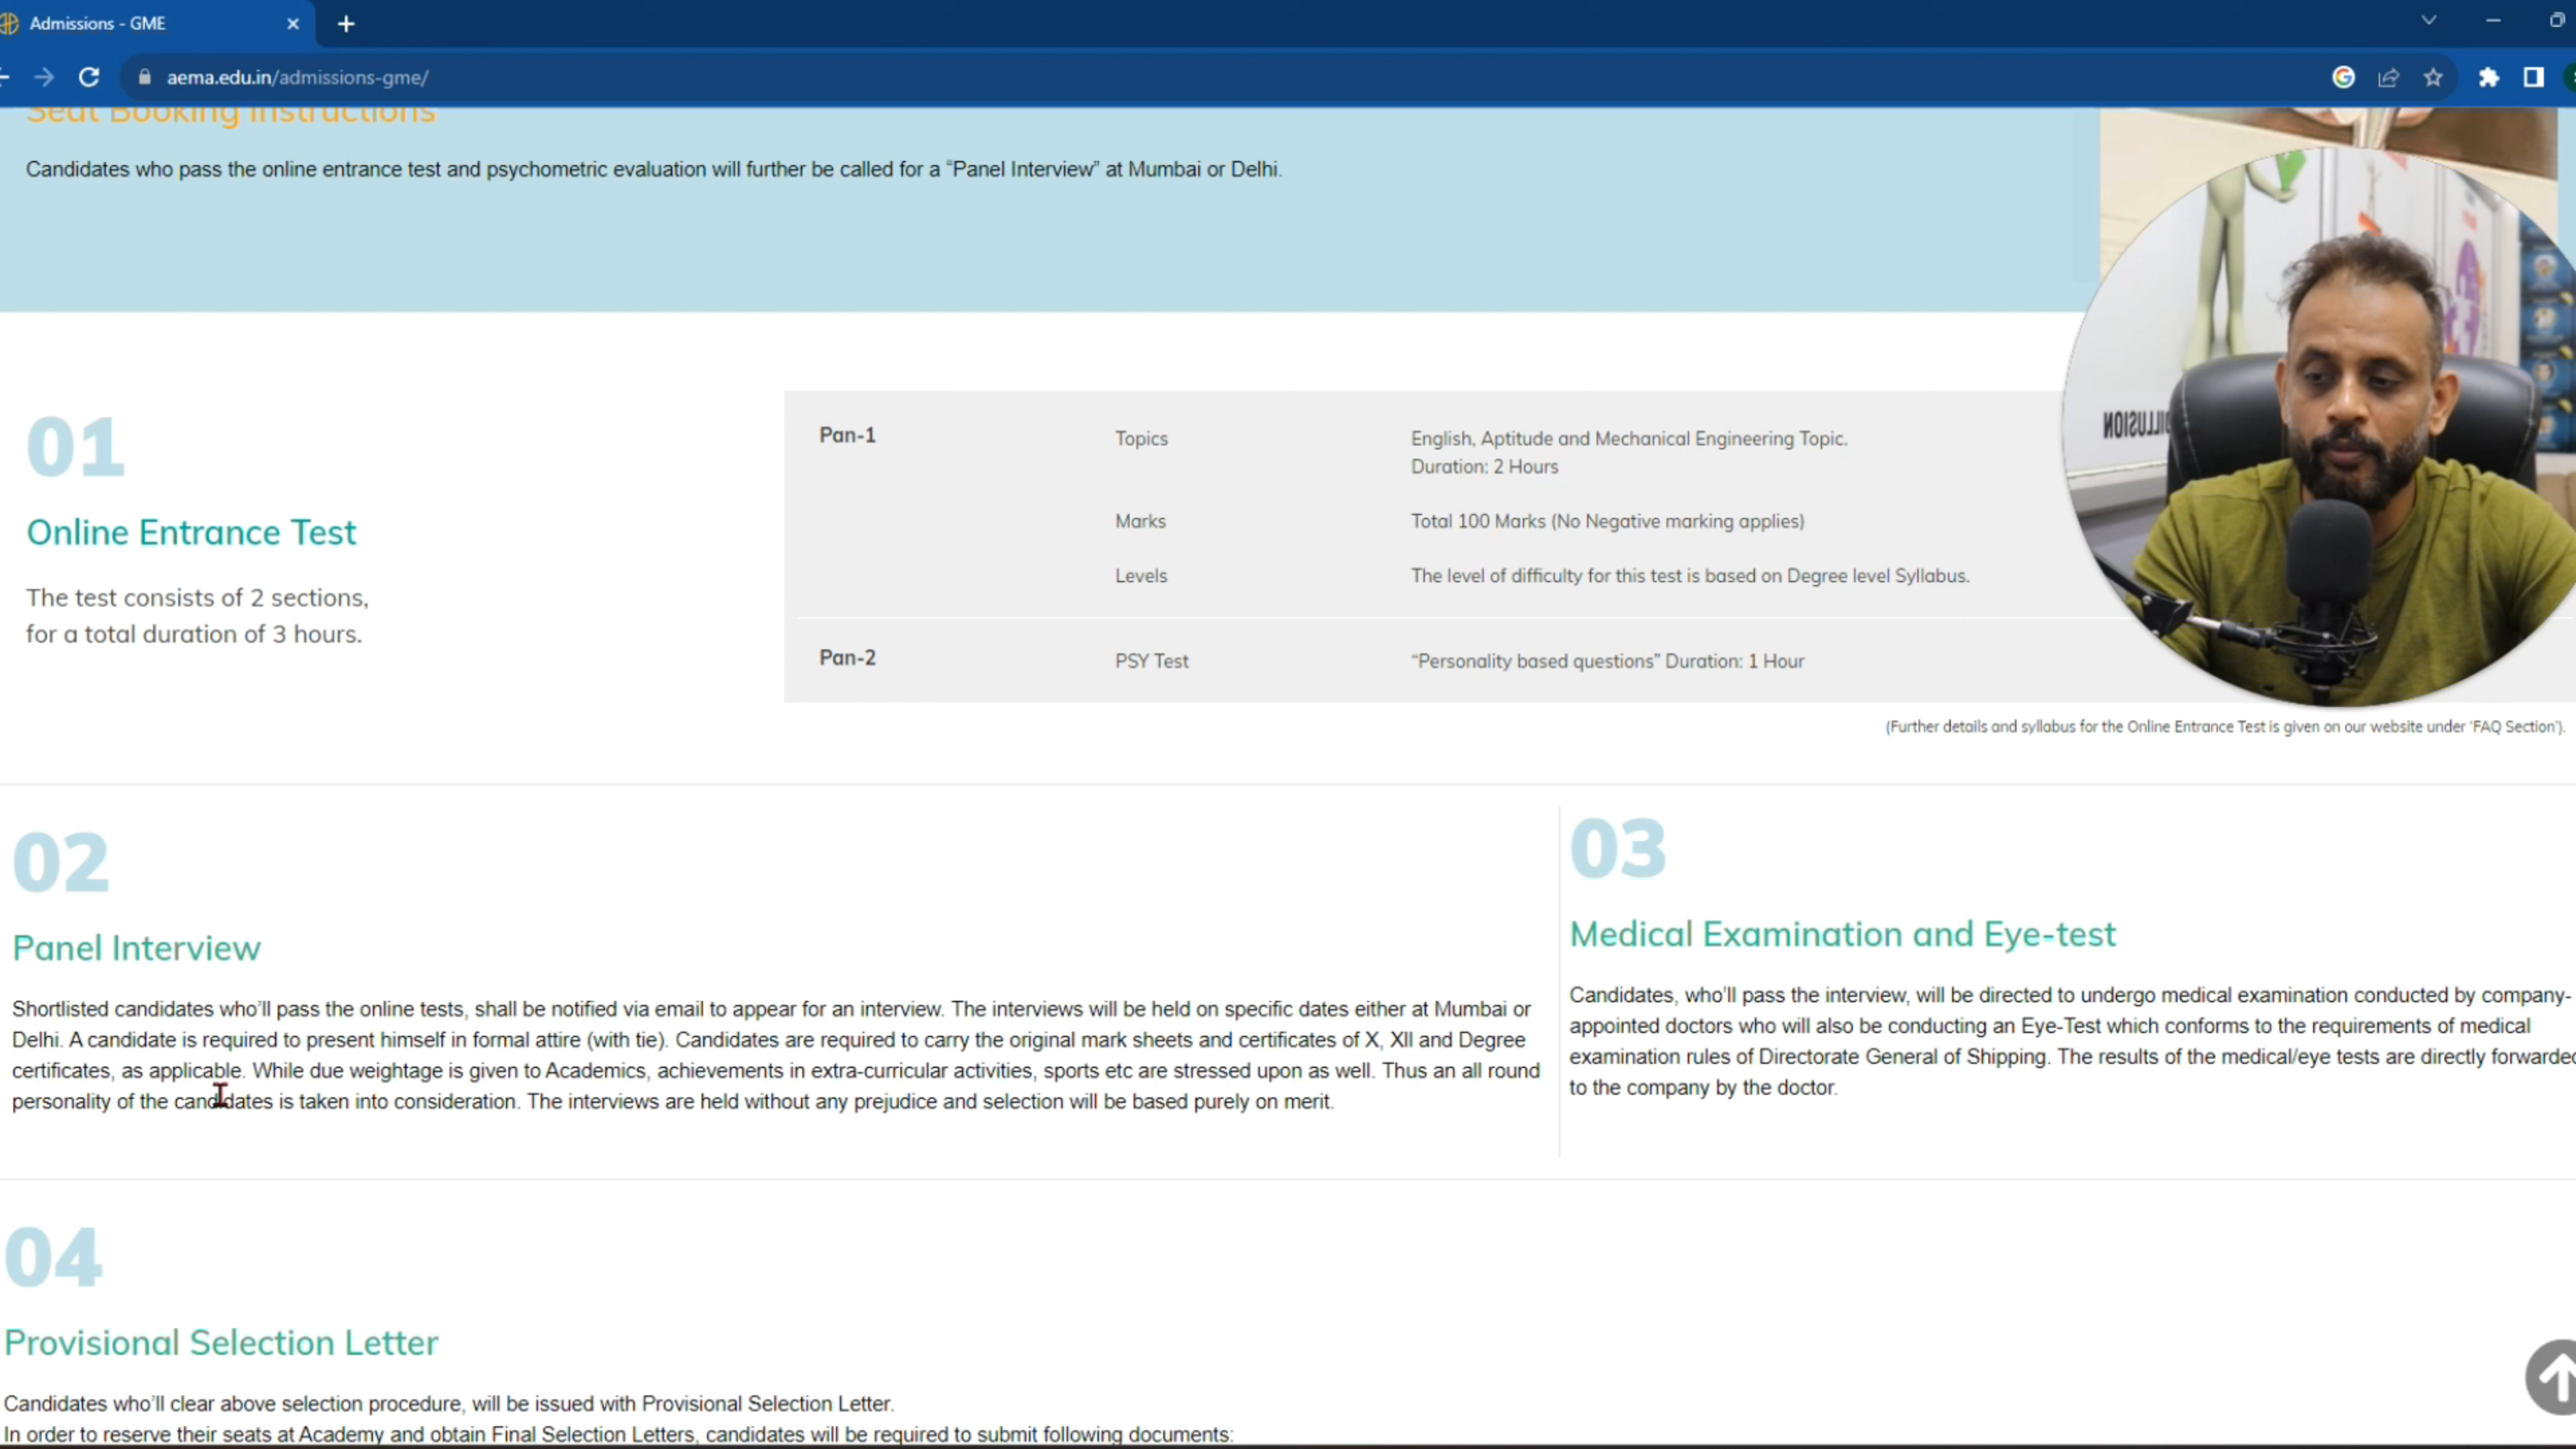 Admissions - GME
aema.edu.in/admissions-gme/
Seat Booking Instructions
Candidates who pass the online entrance test and psychometric evaluation will further be called for a “Panel Interview” at Mumbai or Delhi.
01
Online Entrance Test
The test consists of 2 sections,
for a total duration of 3 hours.
Pan-1
Topics
English, Aptitude and Mechanical Engineering Topic.
Duration: 2 Hours
Marks
Total 100 Marks (No Negative marking applies)
Levels
The level of difficulty for this test is based on Degree level Syllabus.
Pan-2
PSY Test
“Personality based questions” Duration: 1 Hour
(Further details and syllabus for the Online Entrance Test is given on our website under ‘FAQ Section’).
02
Panel Interview
Shortlisted candidates who’ll pass the online tests, shall be notified via email to appear for an interview. The interviews will be held on specific dates either at Mumbai or
Delhi. A candidate is required to present himself in formal attire (with tie). Candidates are required to carry the original mark sheets and certificates of X, XII and Degree
certificates, as applicable. While due weightage is given to Academics, achievements in extra-curricular activities, sports etc are stressed upon as well. Thus an all round
personality of the candidates is taken into consideration. The interviews are held without any prejudice and selection will be based purely on merit.
03
Medical Examination and Eye-test
Candidates, who’ll pass the interview, will be directed to undergo medical examination conducted by company-
appointed doctors who will also be conducting an Eye-Test which conforms to the requirements of medical
examination rules of Directorate General of Shipping. The results of the medical/eye tests are directly forwarded
to the company by the doctor.
04
Provisional Selection Letter
Candidates who’ll clear above selection procedure, will be issued with Provisional Selection Letter.
In order to reserve their seats at Academy and obtain Final Selection Letters, candidates will be required to submit following documents: